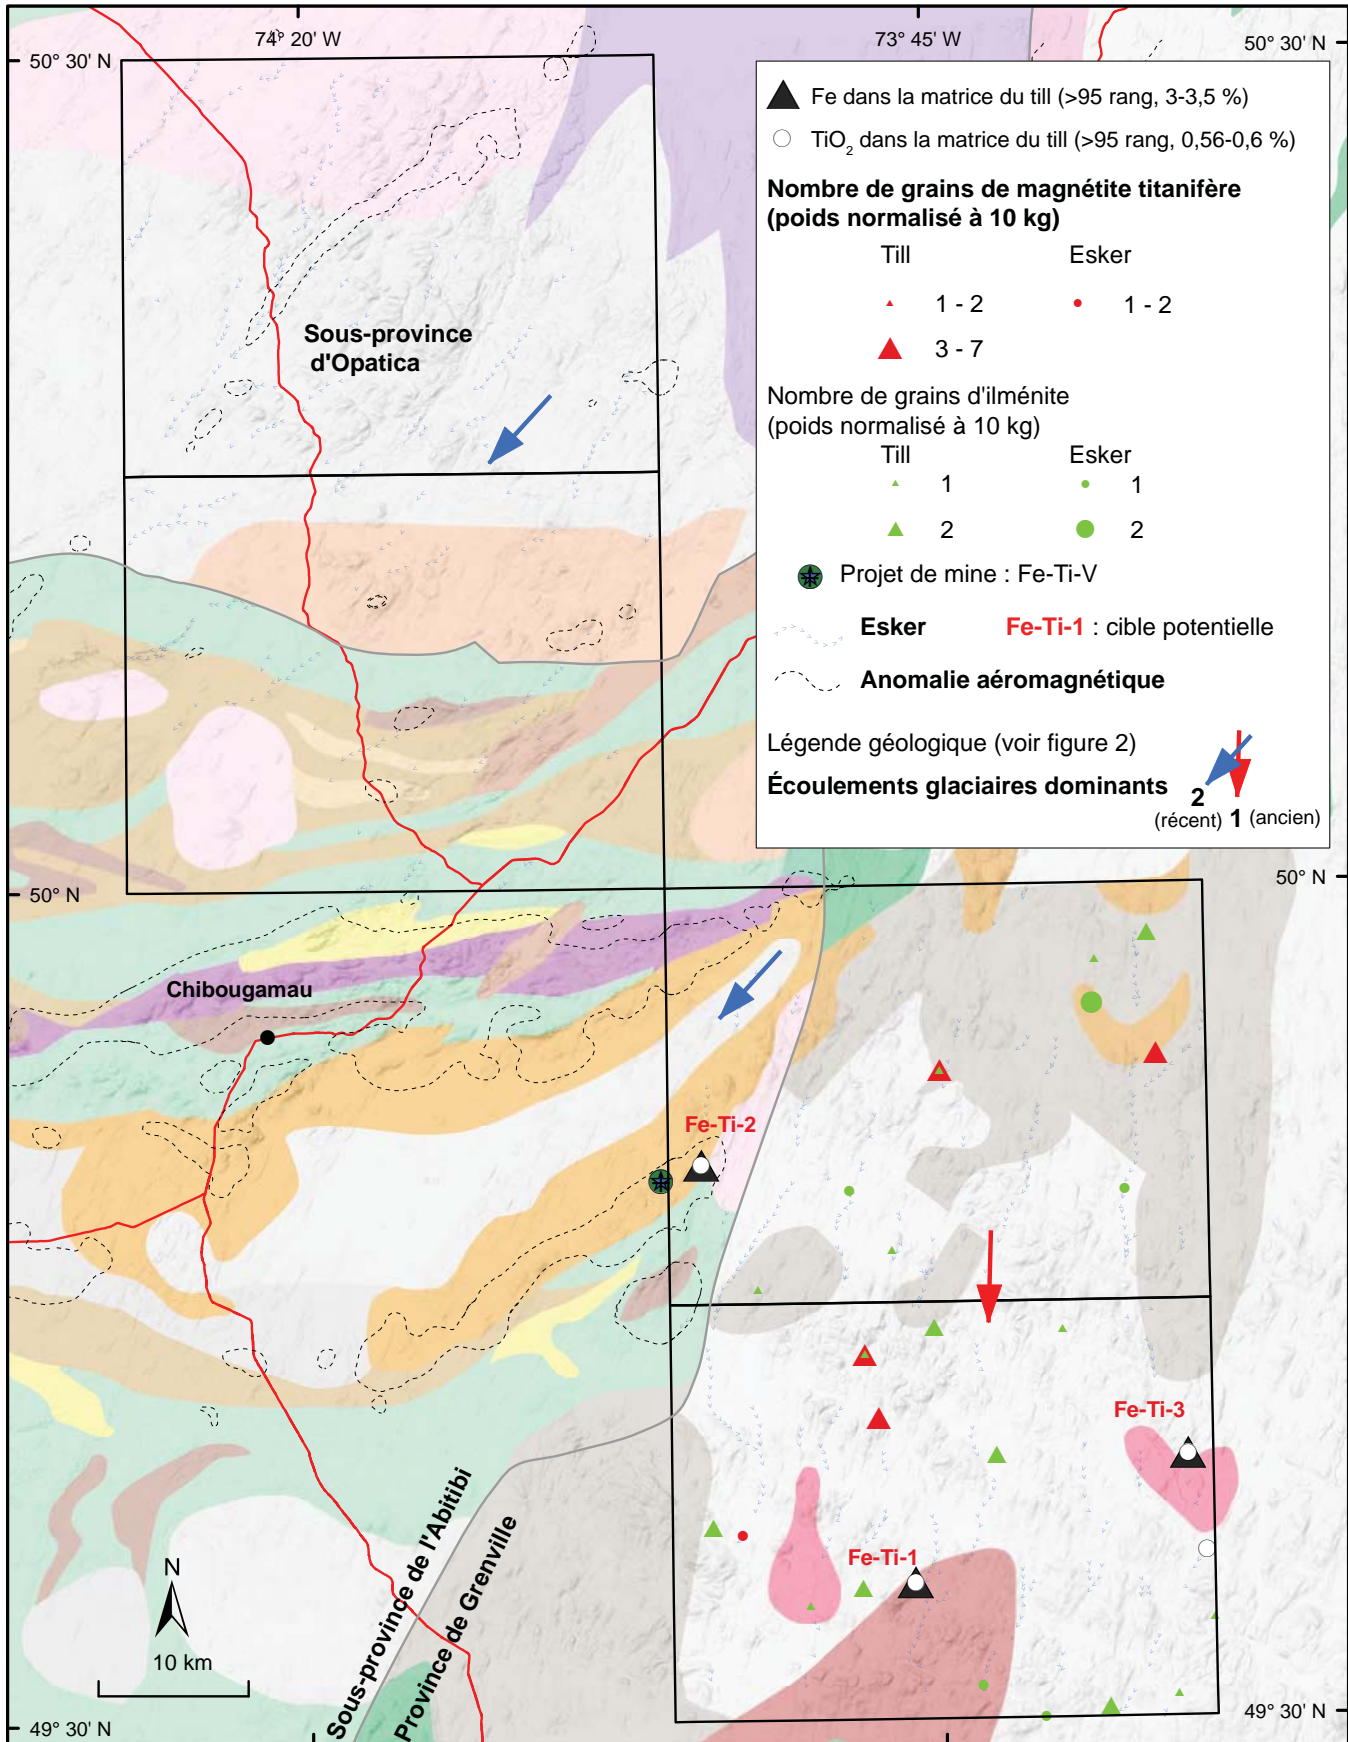 74° 20' W
73° 45' W
50° 30' N
50° 30' N
Fe dans la matrice du till (>95 rang, 3-3,5 %)
TiO2 dans la matrice du till (>95 rang, 0,56-0,6 %)
Nombre de grains de magnétite titanifère
(poids normalisé à 10 kg)
Till
Esker
1 - 2
1 - 2
3 - 7
Nombre de grains d'ilménite
(poids normalisé à 10 kg)
Till
Esker
1
1
2
2
Projet de mine : Fe-Ti-V
Esker
Fe-Ti-1 : cible potentielle
Anomalie aéromagnétique
Légende géologique (voir figure 2)
Écoulements glaciaires dominants
2
(récent)
1 (ancien)
Sous-province
d'Opatica
50° N
50° N
Chibougamau
Fe-Ti-2
Fe-Ti-3
Fe-Ti-1
Sous-province de l'Abitibi
Province de Grenville
N
10 km
49° 30' N
49° 30' N